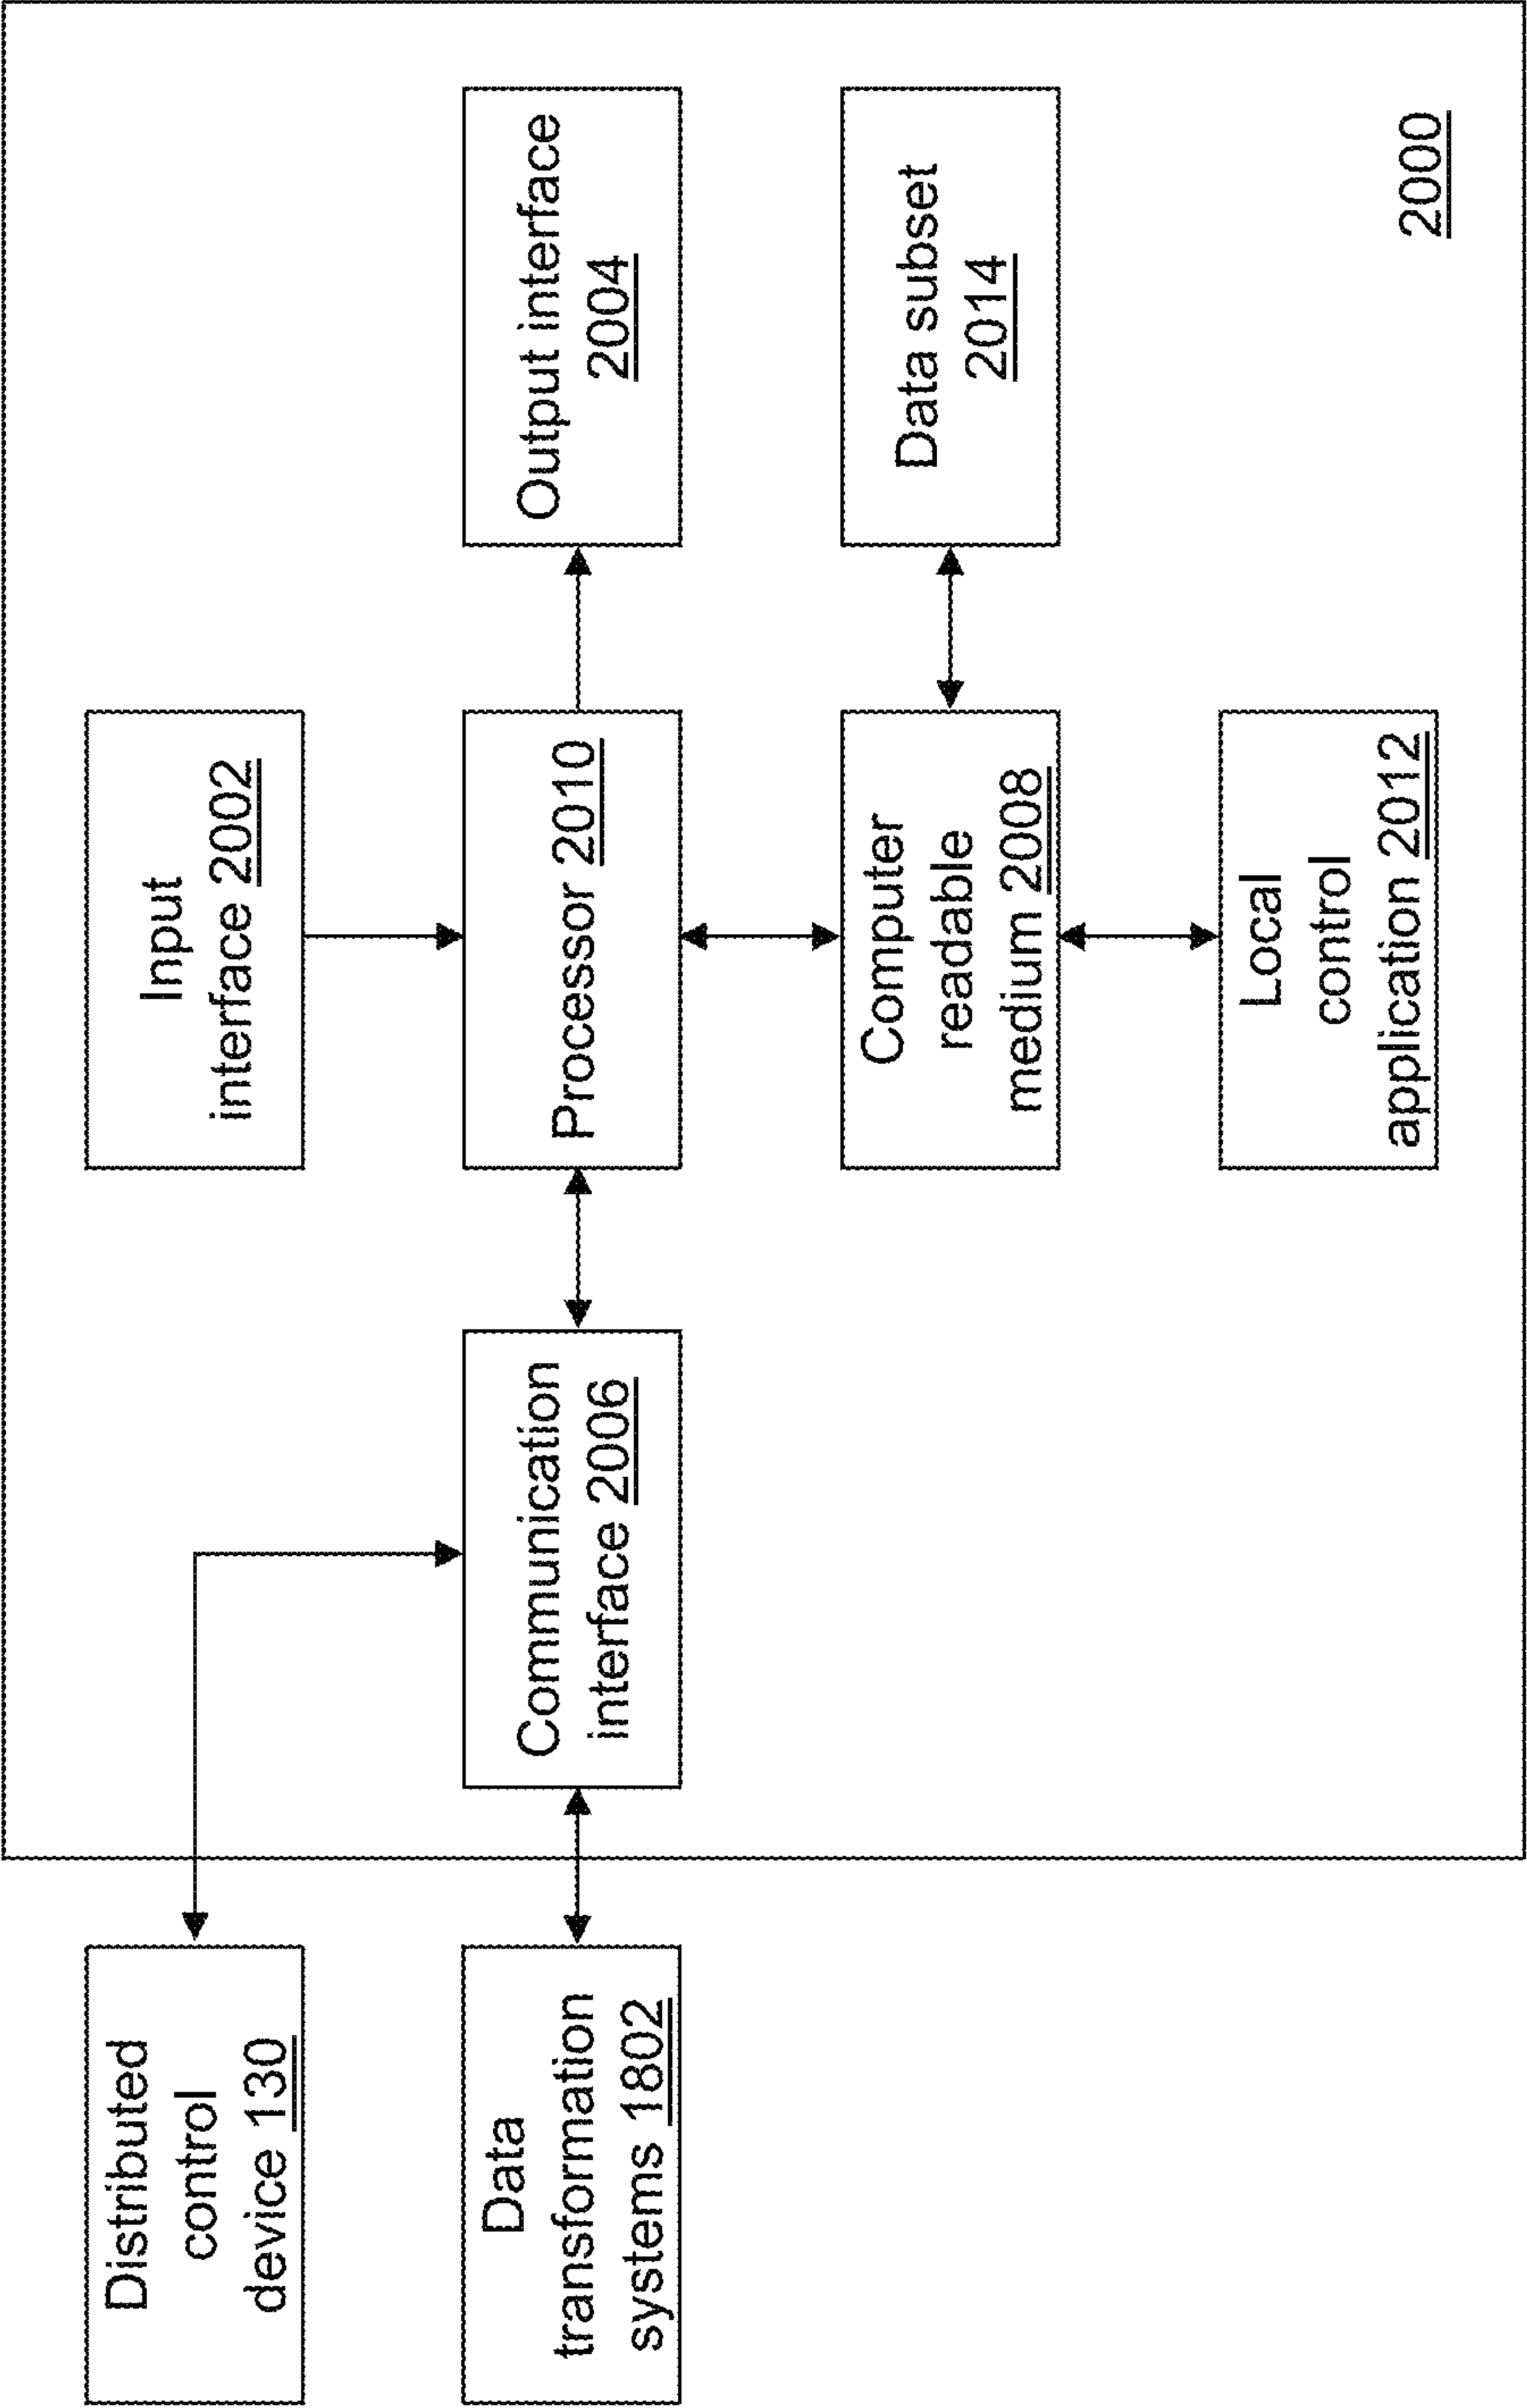 Distributed
control
device 130
Data
transformation
systems 1802
Communication
interface 2006
Input
interface 2002
Processor 2010
Computer
readable
medium 2008
Local
control
application 2012
Output interface
2004
Data subset
2014
2000